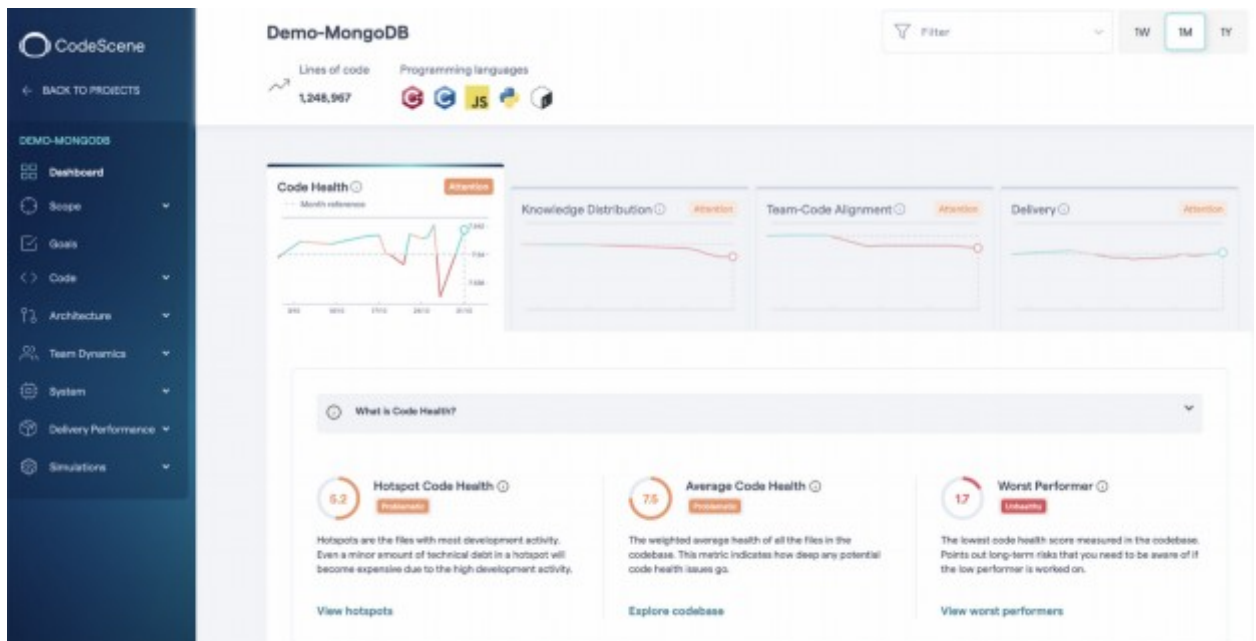 CodeScene
← BACK TO PROJECTS
DEMO-MONGODB
Dashboard
Scope
Goals
Code
Architecture
Team Dynamics
System
Delivery Performance
Simulations
Demo-MongoDB
Filter
1W
1M
1Y
Lines of code
1,248,967
Programming languages
JS
Code Health
Attention
Month reference
Knowledge Distribution
Attention
Team-Code Alignment
Attention
Delivery
Attention
What is Code Health?
Hotspot Code Health
Problematic
Hotspots are the files with most development activity.
Even a minor amount of technical debt in a hotspot will
become expensive due to the high development activity.
View hotspots
7.5
Average Code Health
Problematic
The weighted average health of all the files in the
codebase. This metric indicates how deep any potential
code health issues go.
Explore codebase
1.7
Worst Performer
Unhealthy
The lowest code health score measured in the codebase.
Points out long-term risks that you need to be aware of if
the low performer is worked on.
View worst performers